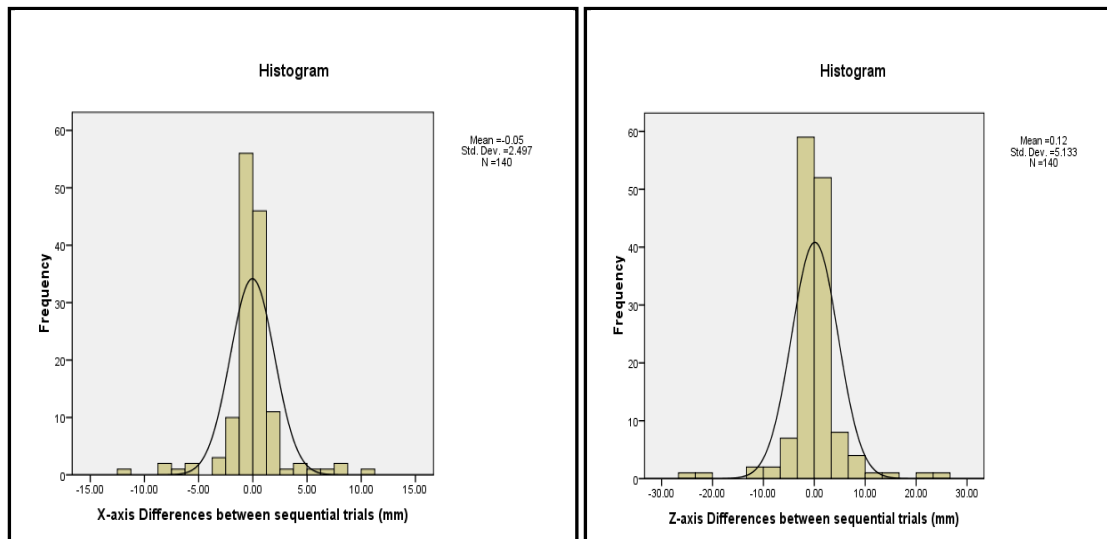 Histogram
Mean =-0.05
Std. Dev. =2.497
N =140
60
50
40
30
20
10
0
Frequency
-15.00 -10.00 -5.00 0.00 5.00 10.00 15.00
X-axis Differences between sequential trials (mm)
Histogram
Mean =0.12
Std. Dev. =5.133
N =140
60
50
40
30
20
10
0
Frequency
-30.00 -20.00 -10.00 0.00 10.00 20.00 30.00
Z-axis Differences between sequential trials (mm)